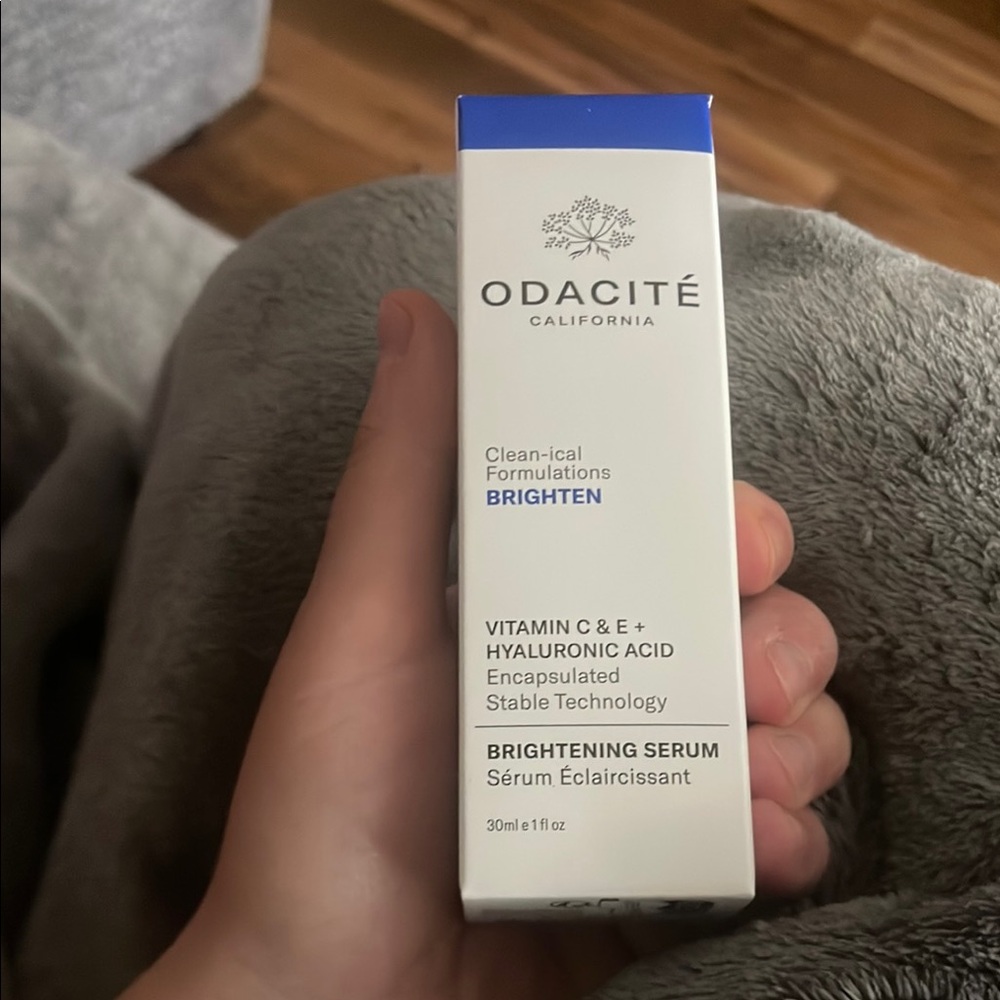 ODACITÉ
CALIFORNIA
Clean-ical
Formulations
BRIGHTEN
VITAMIN C & E +
HYALURONIC ACID
Encapsulated
Stable Technology
BRIGHTENING SERUM
Sérum Éclaircissant
30ml e 1 fl oz